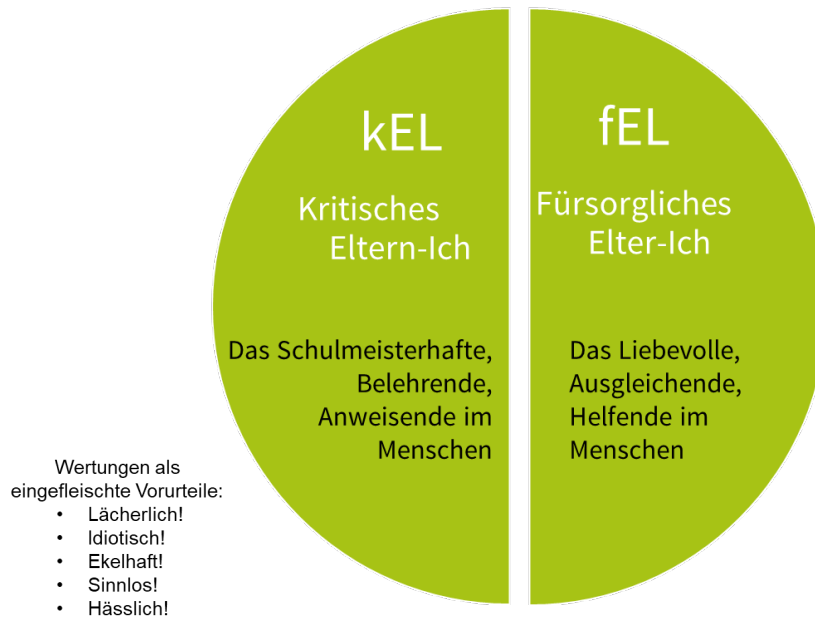 kEL
Kritisches
Eltern-Ich
Das Schulmeisterhafte,
Belehrende,
Anweisende im
Menschen
fEL
Fürsorgliches
Elter-Ich
Das Liebevolle,
Ausgleichende,
Helfende im
Menschen
Wertungen als
eingefleischte Vorurteile:
• Lächerlich!
• Idiotisch!
• Ekelhaft!
• Sinnlos!
• Hässlich!